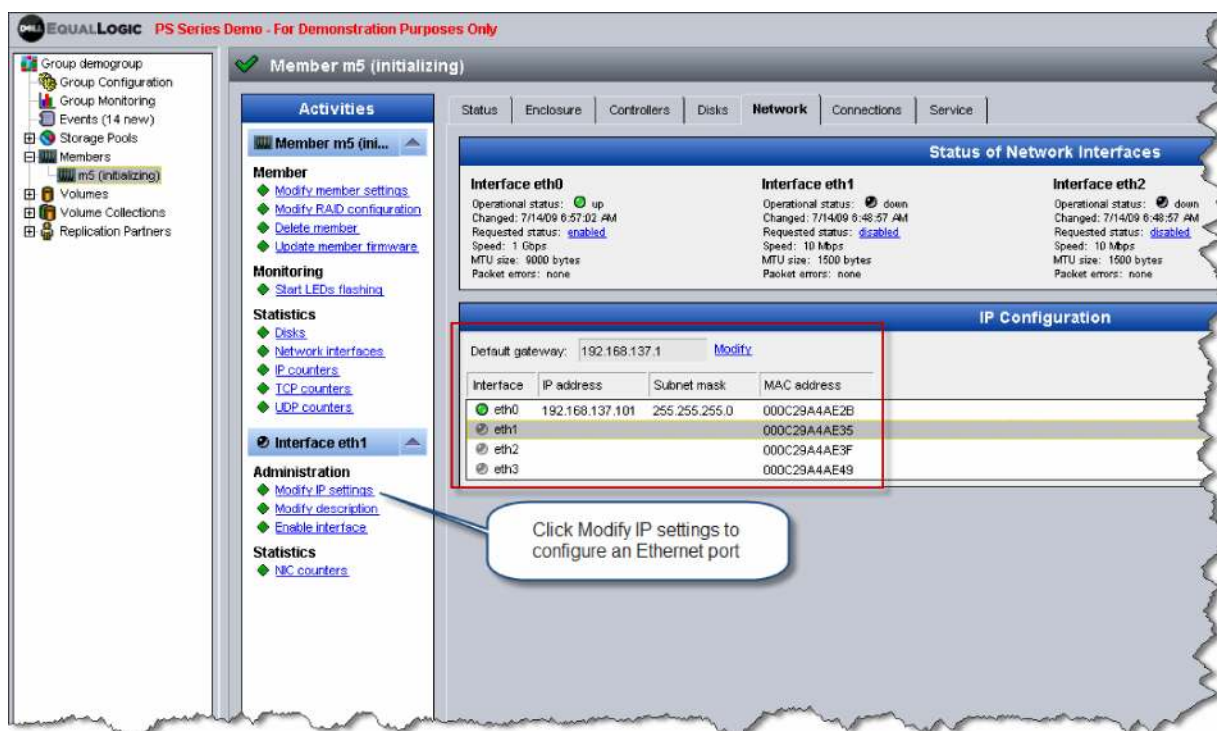 DELL EQUALLOGIC PS Series Demo - For Demonstration Purposes Only
Group demogroup
Group Configuration
Group Monitoring
Events (14 new)
Storage Pools
Members
m5 (initializing)
Volumes
Volume Collections
Replication Partners
Member m5 (initializing)
Activities
Member m5 (ini...
Member
Modify member settings
Modify RAID configuration
Delete member
Update member firmware
Monitoring
Start LEDs flashing
Statistics
Disks
Network interfaces
IP counters
TCP counters
UDP counters
Interface eth1
Administration
Modify IP settings
Modify description
Enable interface
Statistics
NIC counters
Status Enclosure Controllers Disks Network Connections Service
Status of Network Interfaces
Interface eth0
Operational status: up
Changed: 7/14/09 6:57:02 AM
Requested status: enabled
Speed: 1 Gbps
MTU size: 9000 bytes
Packet errors: none
Interface eth1
Operational status: down
Changed: 7/14/09 6:48:57 AM
Requested status: disabled
Speed: 10 Mbps
MTU size: 1500 bytes
Packet errors: none
Interface eth2
Operational status: down
Changed: 7/14/09 6:48:57 AM
Requested status: disabled
Speed: 10 Mbps
MTU size: 1500 bytes
Packet errors: none
IP Configuration
Default gateway: 192.168.137.1 Modify
Interface IP address Subnet mask MAC address
eth0 192.168.137.101 255.255.255.0 000C29A4AE2B
eth1 000C29A4AE35
eth2 000C29A4AE3F
eth3 000C29A4AE49
Click Modify IP settings to
configure an Ethernet port